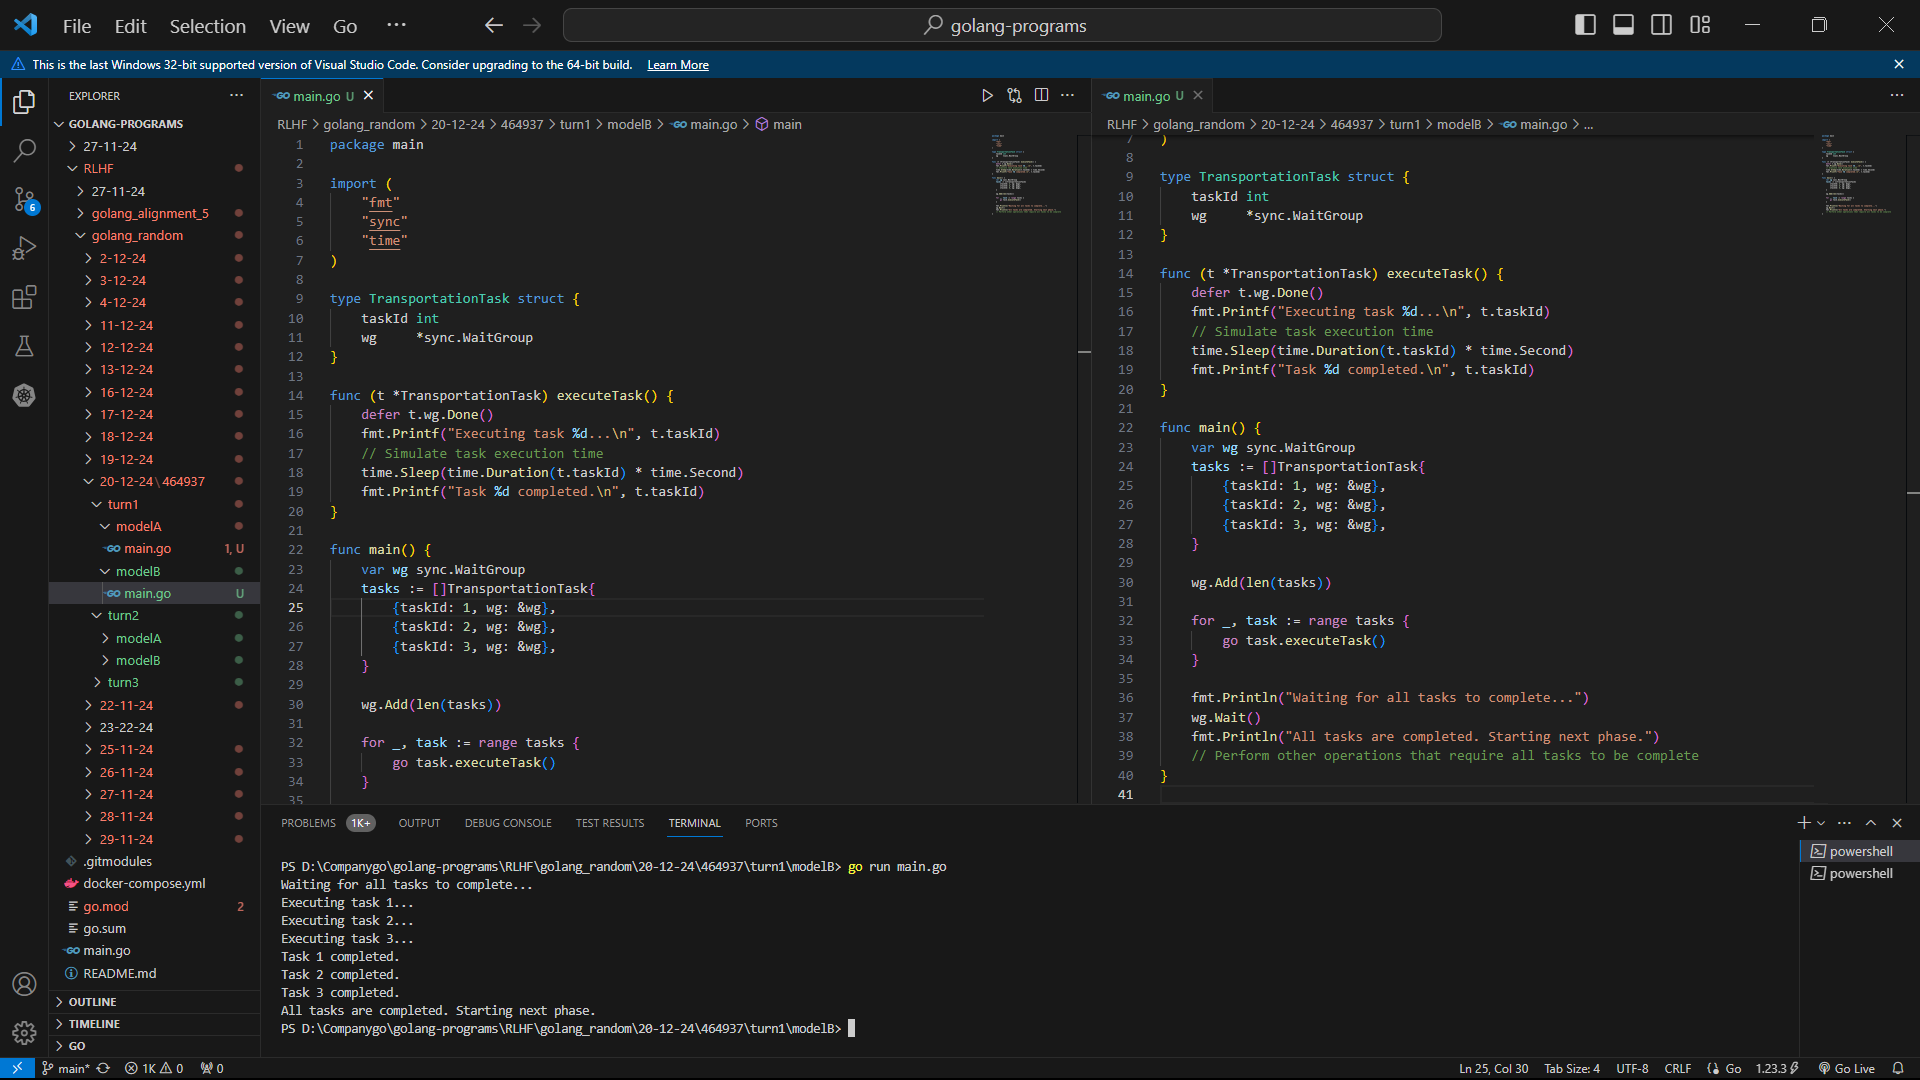 File Edit Selection View Go ...
golang-programs
This is the last Windows 32-bit supported version of Visual Studio Code. Consider upgrading to the 64-bit build. Learn More
EXPLORER
GOLANG-PROGRAMS
27-11-24
RLHF
27-11-24
golang_alignment_5
golang_random
2-12-24
3-12-24
4-12-24
11-12-24
12-12-24
13-12-24
16-12-24
17-12-24
18-12-24
19-12-24
20-12-24\464937
turn1
modelA
main.go 1, U
modelB
main.go U
turn2
modelA
modelB
turn3
22-11-24
23-22-24
25-11-24
26-11-24
27-11-24
28-11-24
29-11-24
.gitmodules
docker-compose.yml
go.mod 2
go.sum
main.go
README.md
OUTLINE
TIMELINE
GO
6
main.go U
RLHF > golang_random > 20-12-24 > 464937 > turn1 > modelB > main.go > main
1 package main
2
3 import (
4 "fmt"
5 "sync"
6 "time"
7 )
8
9 type TransportationTask struct {
10 taskId int
11 wg *sync.WaitGroup
12 }
13
14 func (t *TransportationTask) executeTask() {
15 defer t.wg.Done()
16 fmt.Printf("Executing task %d...\n", t.taskId)
17 // Simulate task execution time
18 time.Sleep(time.Duration(t.taskId) * time.Second)
19 fmt.Printf("Task %d completed.\n", t.taskId)
20 }
21
22 func main() {
23 var wg sync.WaitGroup
24 tasks := []TransportationTask{
25 {taskId: 1, wg: &wg},
26 {taskId: 2, wg: &wg},
27 {taskId: 3, wg: &wg},
28 }
29
30 wg.Add(len(tasks))
31
32 for _, task := range tasks {
33 go task.executeTask()
34 }
35
main.go U
RLHF > golang_random > 20-12-24 > 464937 > turn1 > modelB > main.go > ...
7 )
8
9 type TransportationTask struct {
10 taskId int
11 wg *sync.WaitGroup
12 }
13
14 func (t *TransportationTask) executeTask() {
15 defer t.wg.Done()
16 fmt.Printf("Executing task %d...\n", t.taskId)
17 // Simulate task execution time
18 time.Sleep(time.Duration(t.taskId) * time.Second)
19 fmt.Printf("Task %d completed.\n", t.taskId)
20 }
21
22 func main() {
23 var wg sync.WaitGroup
24 tasks := []TransportationTask{
25 {taskId: 1, wg: &wg},
26 {taskId: 2, wg: &wg},
27 {taskId: 3, wg: &wg},
28 }
29
30 wg.Add(len(tasks))
31
32 for _, task := range tasks {
33 go task.executeTask()
34 }
35
36 fmt.Println("Waiting for all tasks to complete...")
37 wg.Wait()
38 fmt.Println("All tasks are completed. Starting next phase.")
39 // Perform other operations that require all tasks to be complete
40 }
41
PROBLEMS 1K+ OUTPUT DEBUG CONSOLE TEST RESULTS TERMINAL PORTS
PS D:\Companygo\golang-programs\RLHF\golang_random\20-12-24\464937\turn1\modelB> go run main.go
Waiting for all tasks to complete...
Executing task 1...
Executing task 2...
Executing task 3...
Task 1 completed.
Task 2 completed.
Task 3 completed.
All tasks are completed. Starting next phase.
PS D:\Companygo\golang-programs\RLHF\golang_random\20-12-24\464937\turn1\modelB>
powershell
powershell
main* 1K 0 0 Ln 25, Col 30 Tab Size: 4 UTF-8 CRLF Go 1.23.3 Go Live